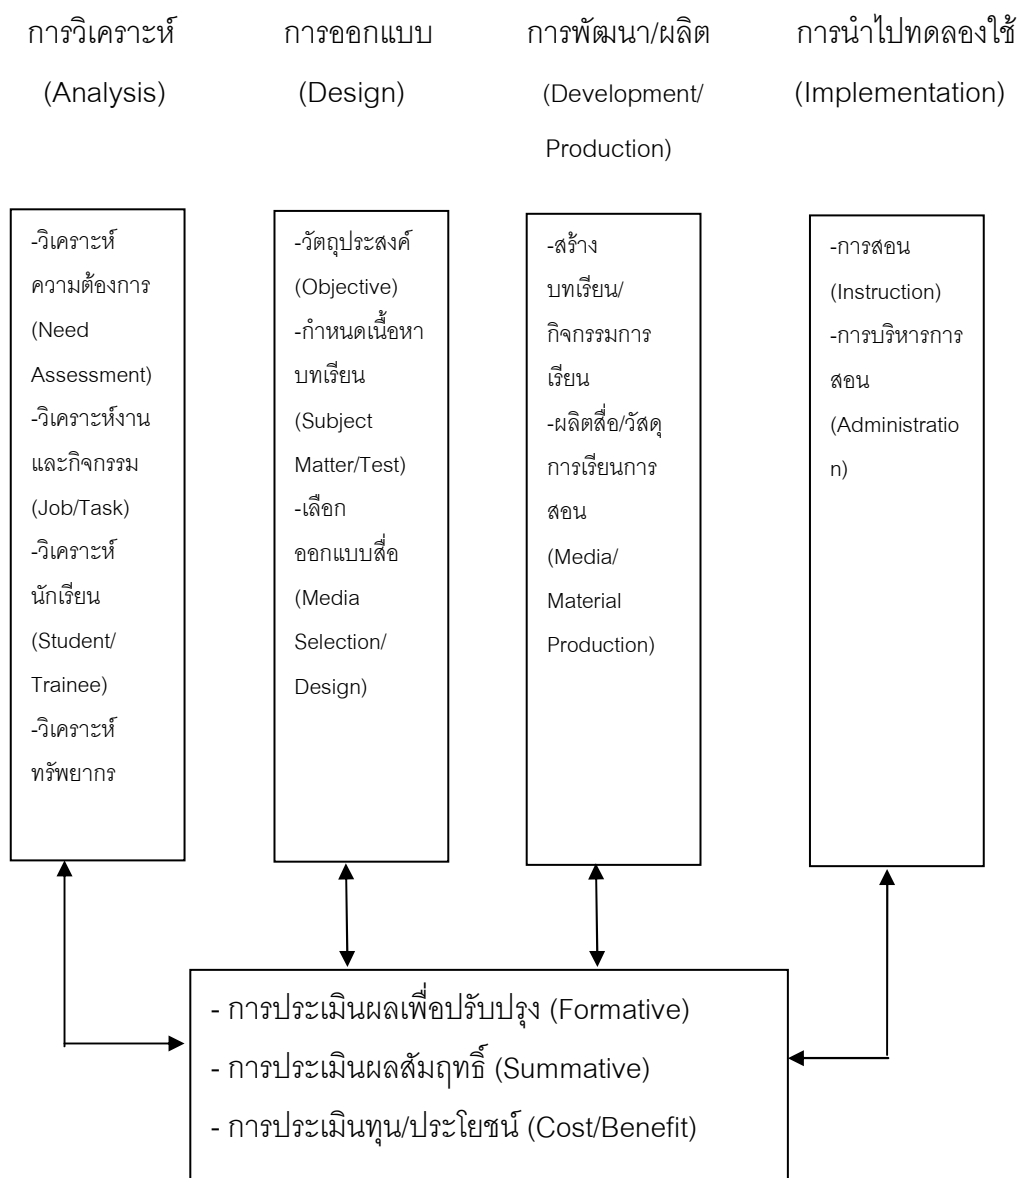 การวิเคราะห์
(Analysis)
การออกแบบ
(Design)
การพัฒนา/ผลิต
(Development/
Production)
การนำไปทดลองใช้
(Implementation)
-วิเคราะห์
ความต้องการ
(Need
Assessment)
-วิเคราะห์งาน
และกิจกรรม
(Job/Task)
-วิเคราะห์
นักเรียน
(Student/
Trainee)
-วิเคราะห์
ทรัพยากร
-วัตถุประสงค์
(Objective)
-กำหนดเนื้อหา
บทเรียน
(Subject
Matter/Test)
-เลือก
ออกแบบสื่อ
(Media
Selection/
Design)
-สร้าง
บทเรียน/
กิจกรรมการ
เรียน
-ผลิตสื่อ/วัสดุ
การเรียนการ
สอน
(Media/
Material
Production)
-การสอน
(Instruction)
-การบริหารการ
สอน
(Administratio
n)
- การประเมินผลเพื่อปรับปรุง (Formative)
- การประเมินผลสัมฤทธิ์ (Summative)
- การประเมินทุน/ประโยชน์ (Cost/Benefit)